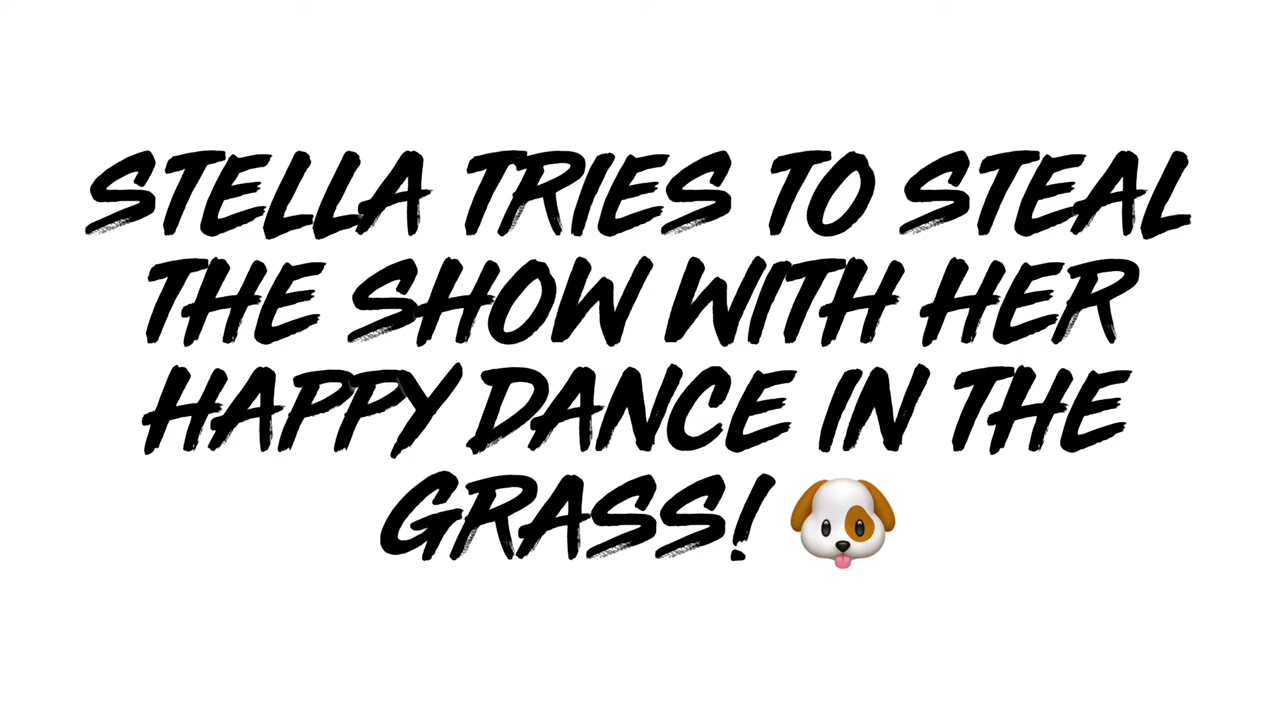 STELLA TRIES TO STEAL
THE SHOW WITH HER
HAPPY DANCE IN THE
GRASS! 🐶